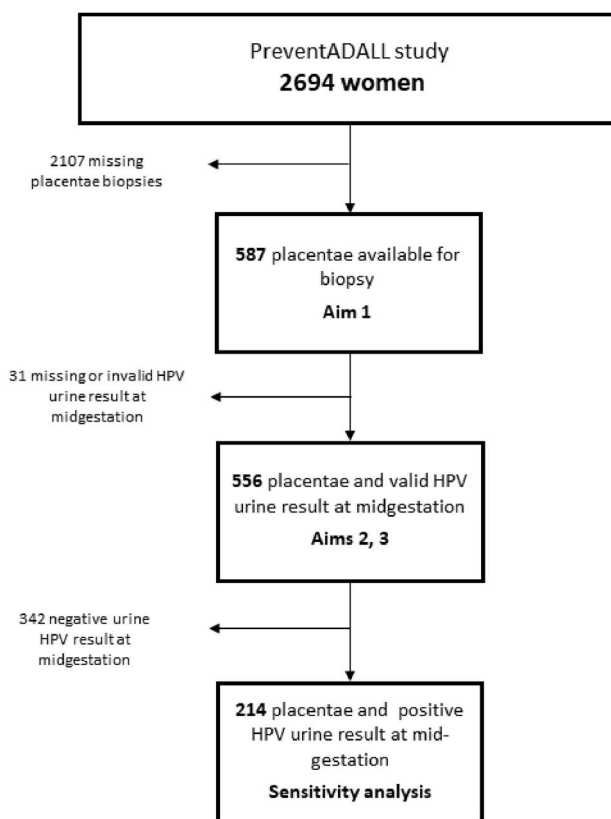 PreventADALL study
2694 women
2107 missing
placentae biopsies
587 placentae available for
biopsy
Aim 1
31 missing or invalid HPV
urine result at
midgestation
556 placentae and valid HPV
urine result at midgestation
Aims 2, 3
342 negative urine
HPV result at
midgestation
214 placentae and positive
HPV urine result at mid-
gestation
Sensitivity analysis